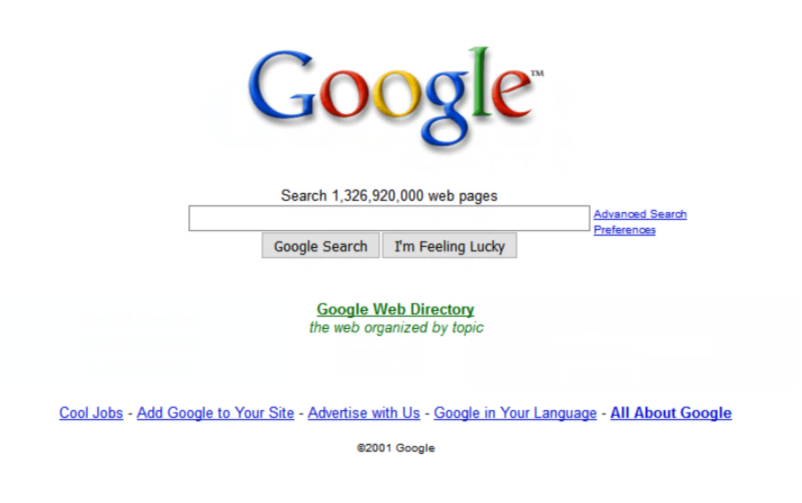 Google™
Search 1,326,920,000 web pages
Advanced Search
Preferences
Google Search I'm Feeling Lucky
Google Web Directory
the web organized by topic
Cool Jobs - Add Google to Your Site - Advertise with Us - Google in Your Language - All About Google
©2001 Google